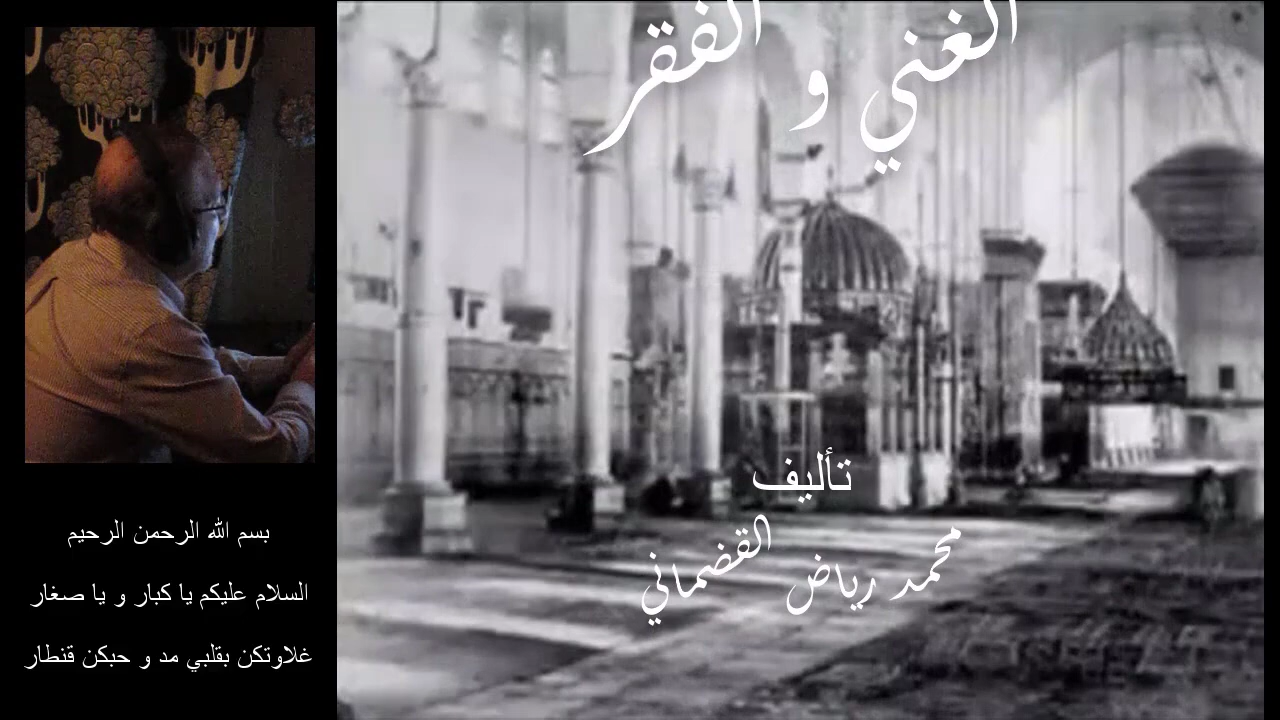 الغني و الفقر
تأليف
محمد رياض القضماني
بسم الله الرحمن الرحيم
السلام عليكم يا كبار و يا صغار
غلاوتكن بقلبي مد و حبكن قنطار